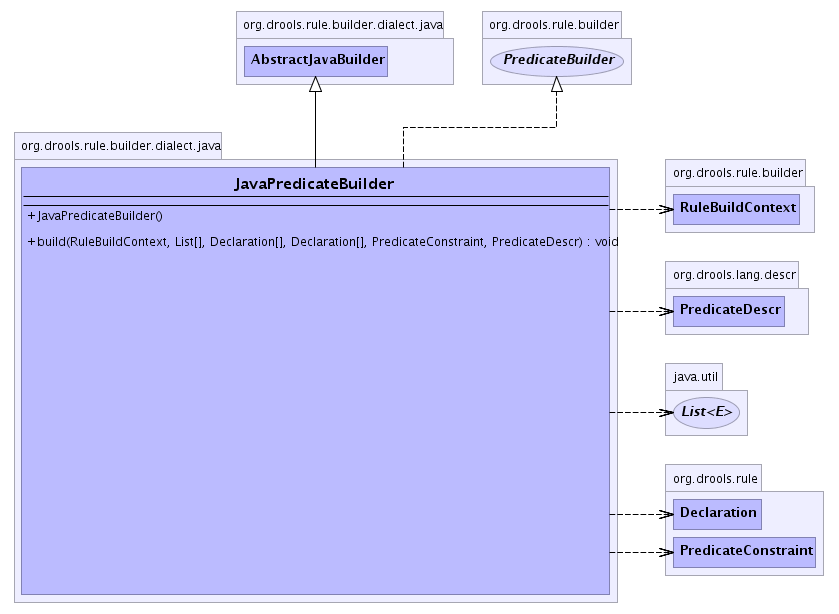 org.drools.rule.builder.dialect.java
AbstractJavaBuilder
org.drools.rule.builder
PredicateBuilder
org.drools.rule.builder.dialect.java
JavaPredicateBuilder
+JavaPredicateBuilder()
+build(RuleBuildContext, List[], Declaration[], Declaration[], PredicateConstraint, PredicateDescr) : void
org.drools.rule.builder
RuleBuildContext
org.drools.lang.descr
PredicateDescr
java.util
List<E>
org.drools.rule
Declaration
PredicateConstraint